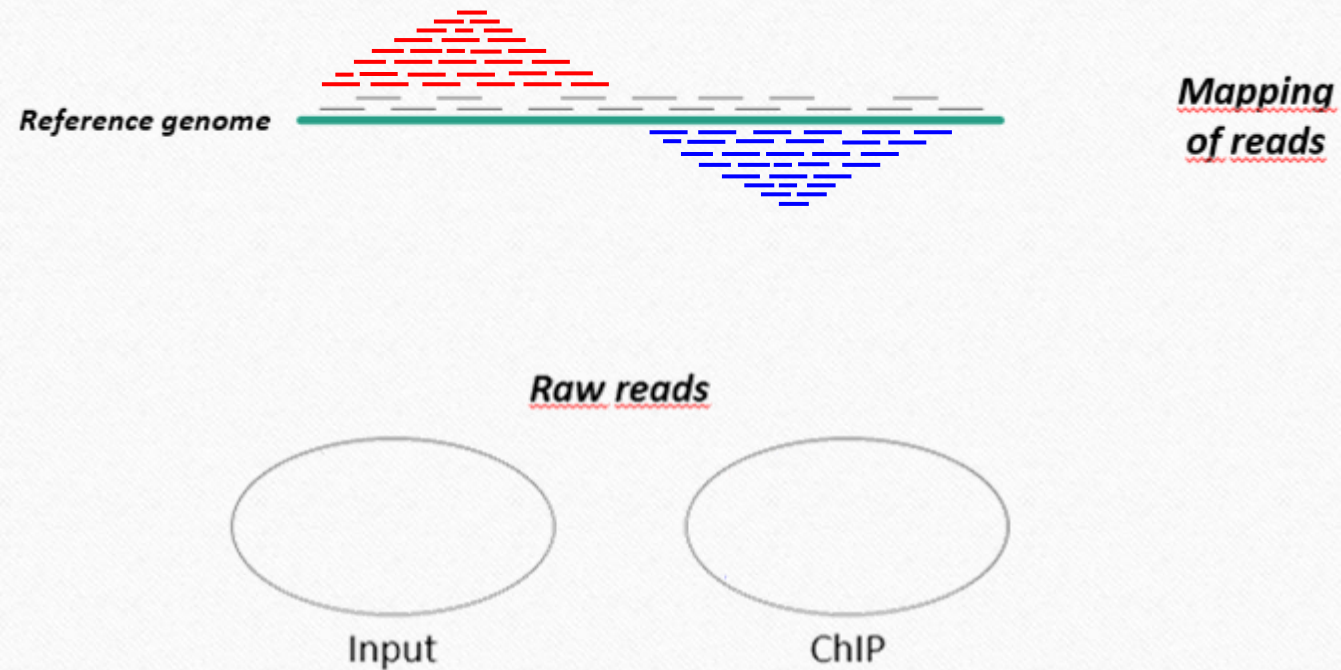 Reference genome
Mapping
of reads
Raw reads
Input
ChIP